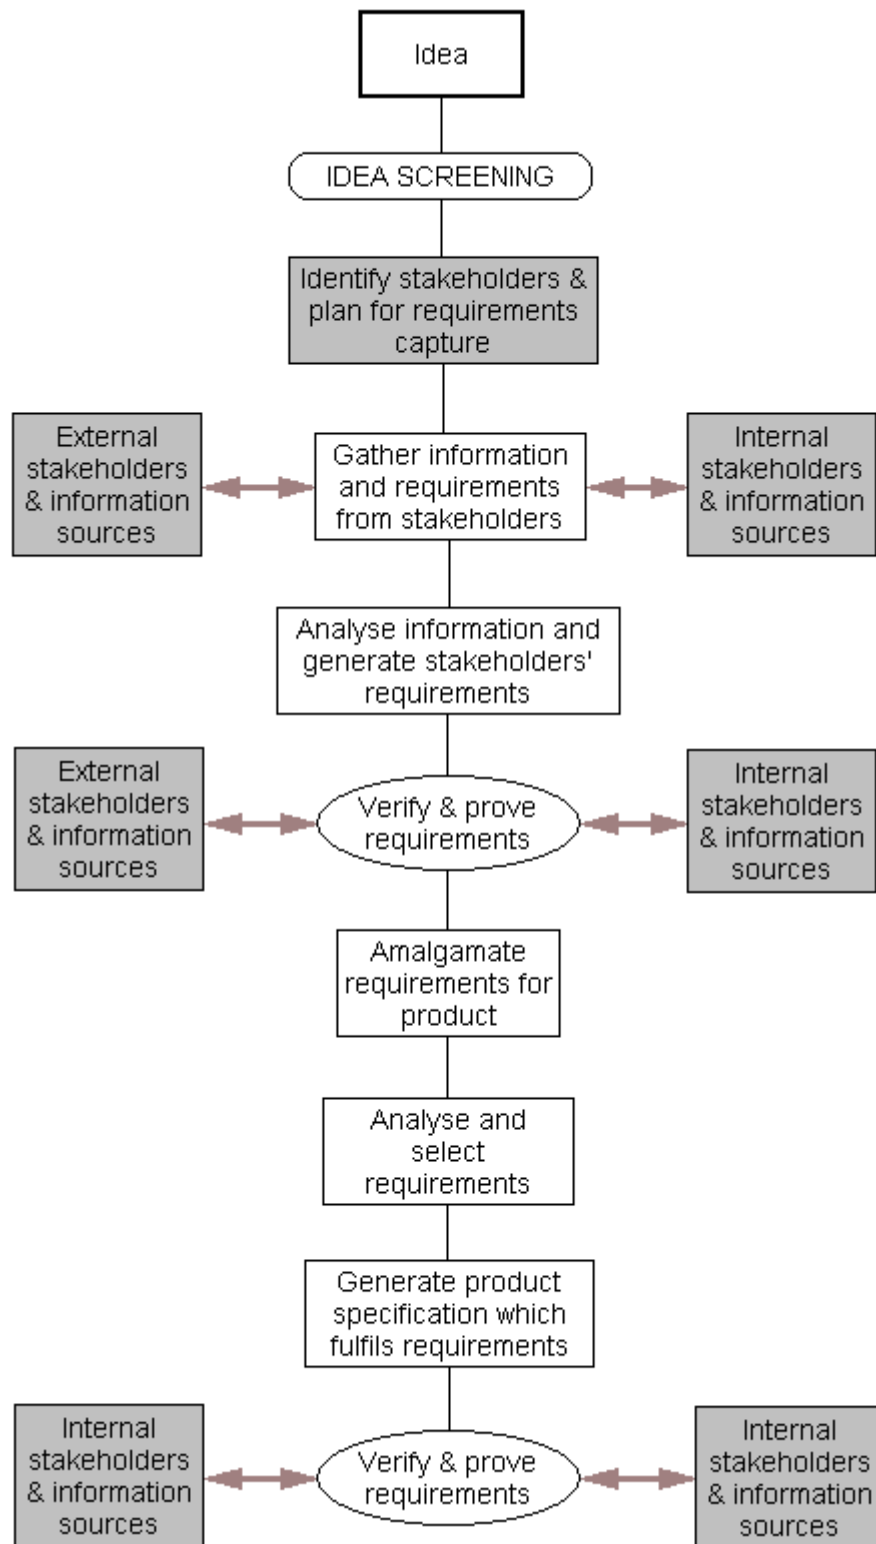 Idea
IDEA SCREENING
Identify stakeholders &
plan for requirements
capture
External
stakeholders
& information
sources
Gather information
and requirements
from stakeholders
Internal
stakeholders
& information
sources
Analyse information and
generate stakeholders'
requirements
External
stakeholders
& information
sources
Verify & prove
requirements
Internal
stakeholders
& information
sources
Amalgamate
requirements for
product
Analyse and
select
requirements
Generate product
specification which
fulfils requirements
Internal
stakeholders
& information
sources
Verify & prove
requirements
Internal
stakeholders
& information
sources